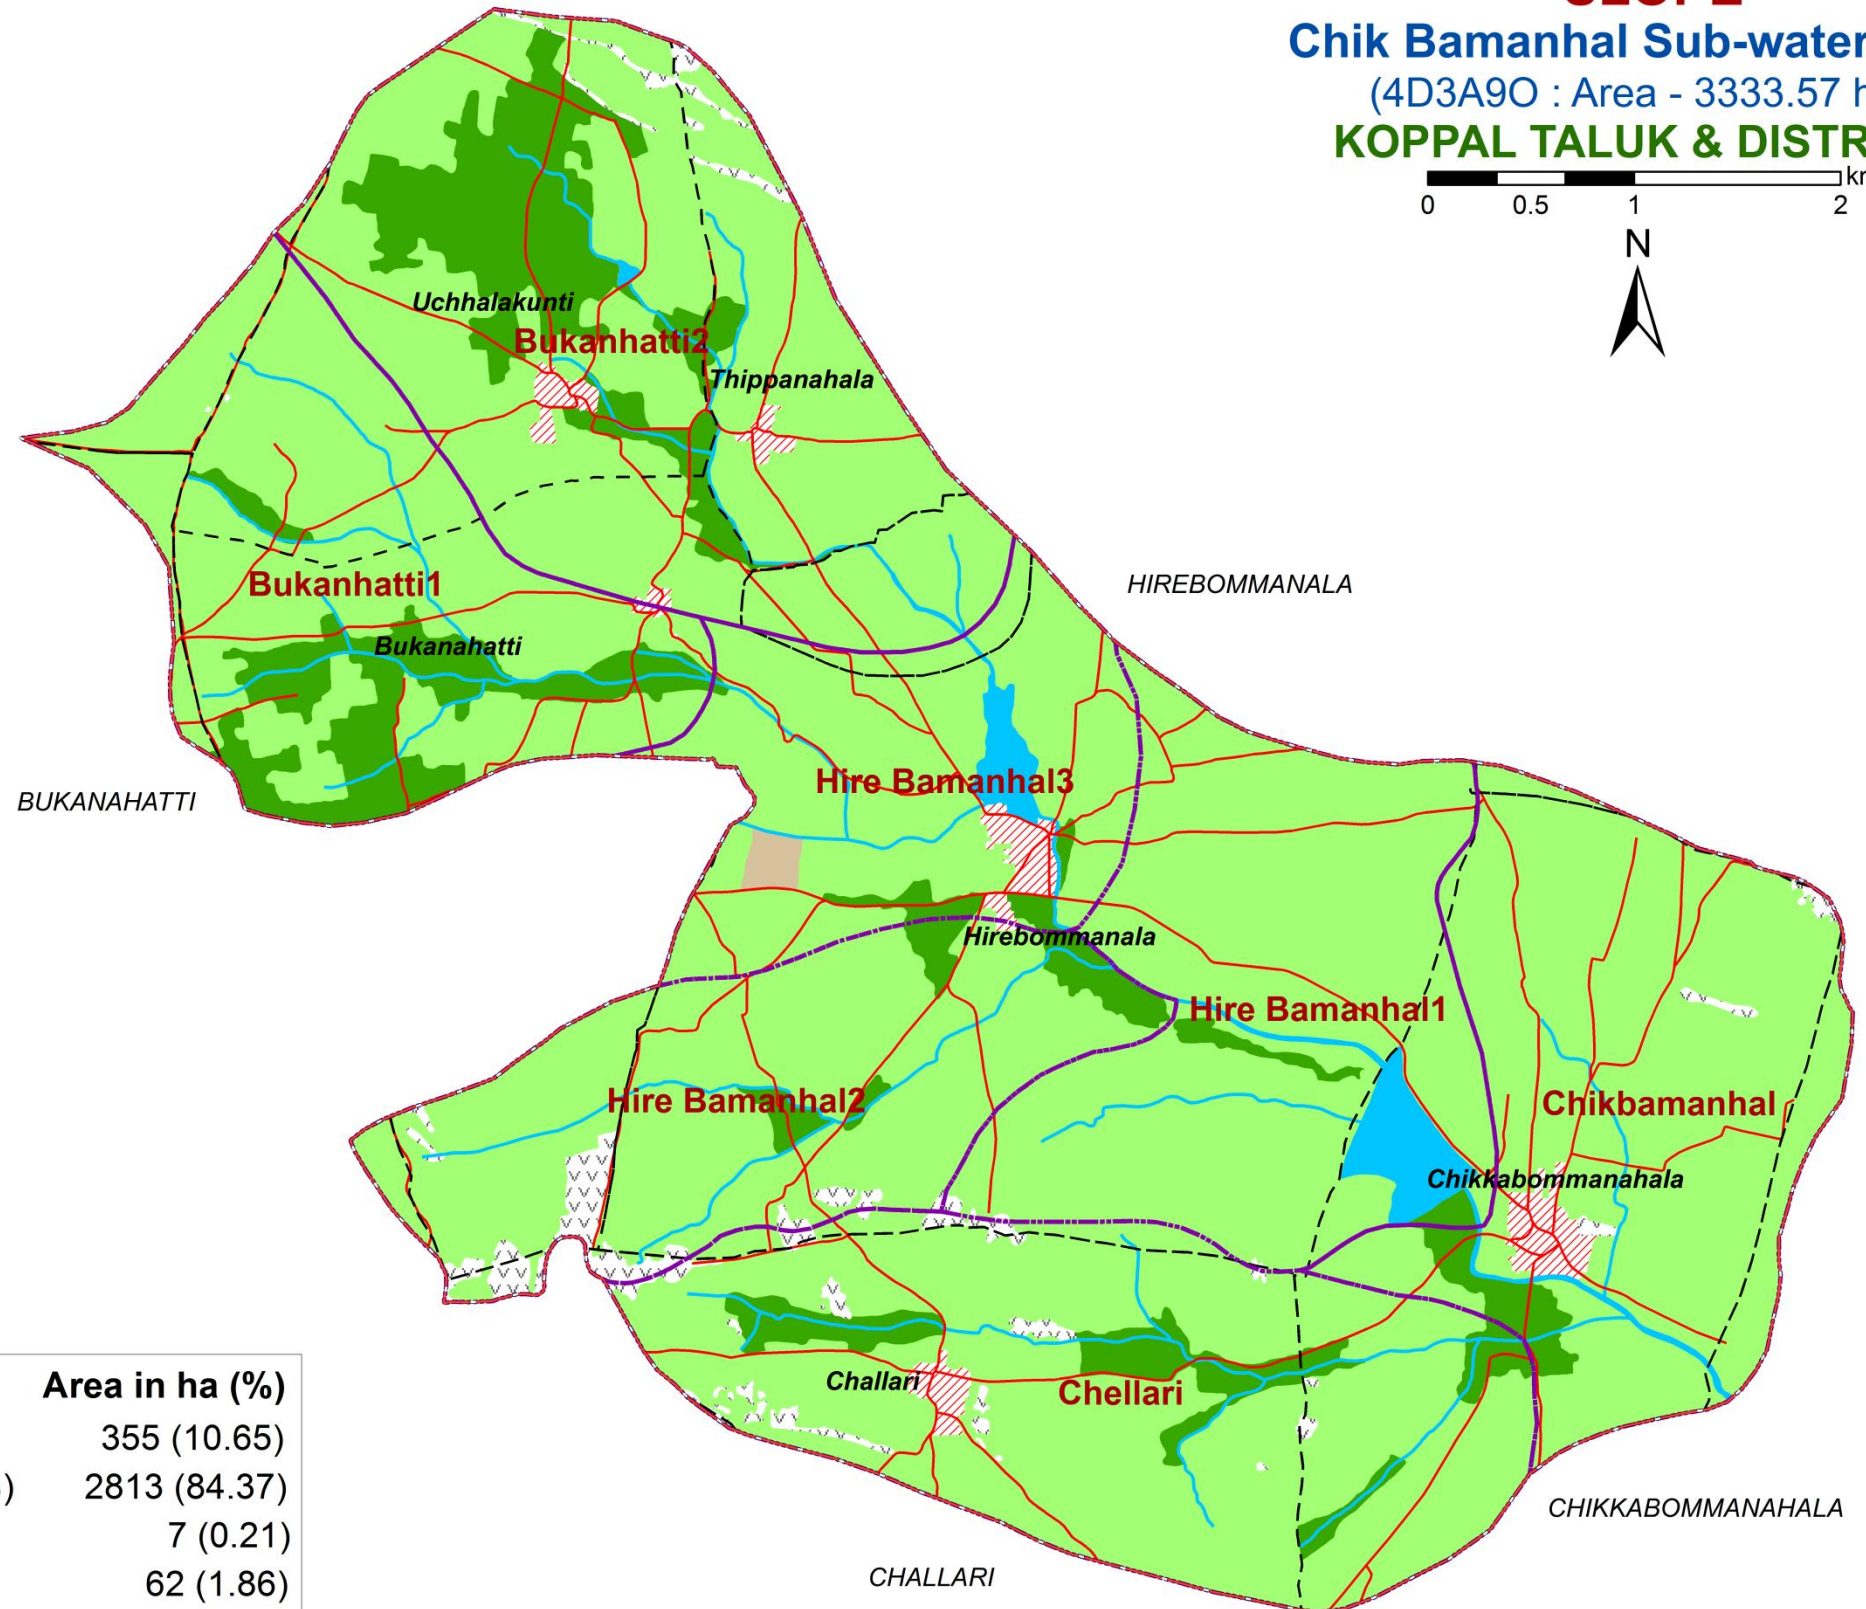 Chik Bamanhal Sub-water
(4D3A9O : Area - 3333.57 h
KOPPAL TALUK & DISTR
km
0 0.5 1 2
N
Uchhalakunti
Bukanhatti2
Thippanahala
Bukanhatti1
HIREBOMMANALA
Bukanahatti
Hire Bamanhal3
BUKANAHATTI
Hirebommanala
Hire Bamanhal1
Hire Bamanhal2
Chikbamanhal
Chikkabommanahala
Challari
Chellari
Area in ha (%)
355 (10.65)
) 2813 (84.37)
7 (0.21)
62 (1.86)
CHIKKABOMMANAHALA
CHALLARI